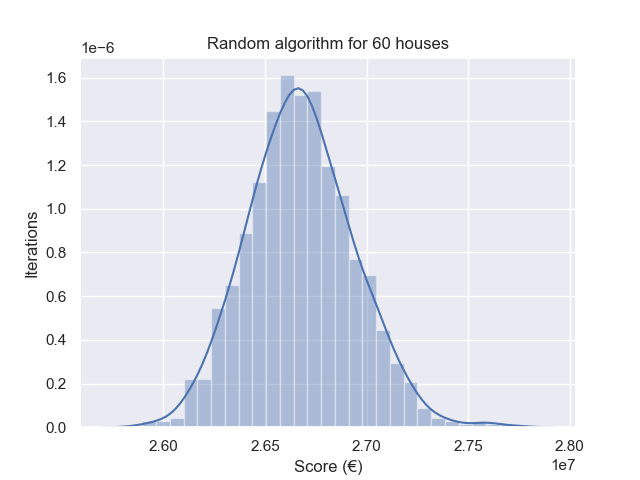 Random algorithm for 60 houses
1e−6
1.6
1.4
1.2
1.0
0.8
0.6
0.4
0.2
0.0
Iterations
2.60 2.65 2.70 2.75 2.80
Score (€)
1e7